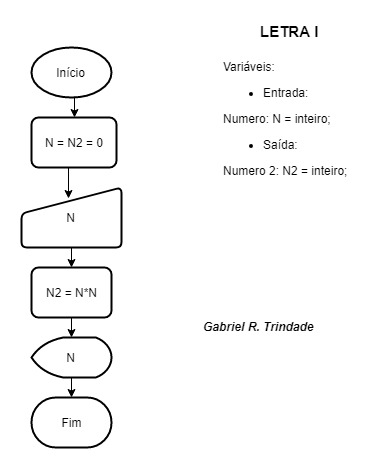 LETRA I
Início
Variáveis:
• Entrada:
Numero: N = inteiro;
N = N2 = 0
• Saída:
Numero 2: N2 = inteiro;
N
N2 = N*N
Gabriel R. Trindade
N
Fim